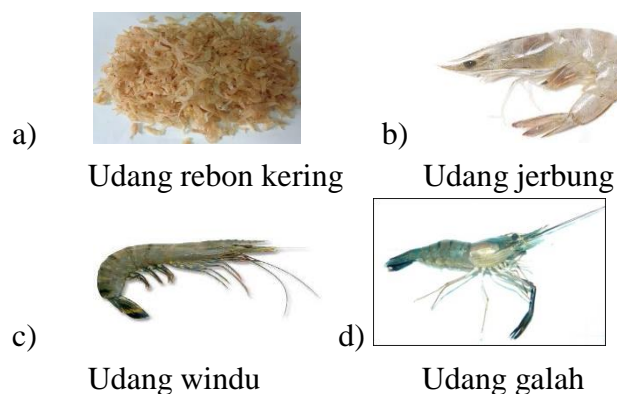 a) b)
Udang rebon kering Udang jerbung
c) d)
Udang windu Udang galah